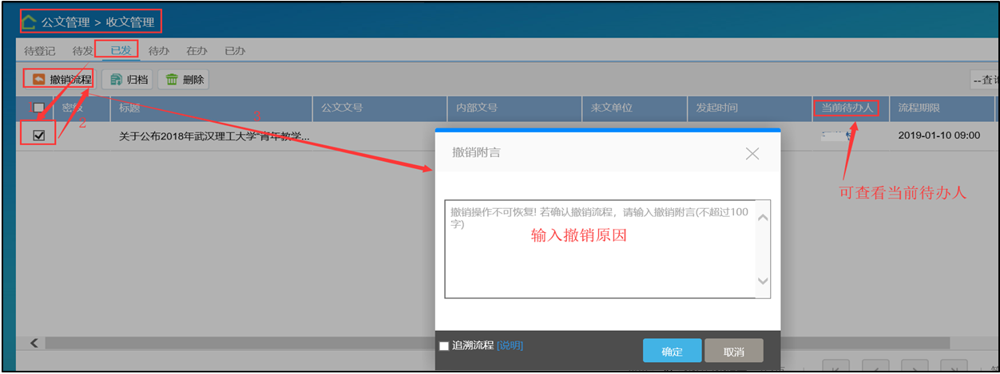 公文管理 > 收文管理
待登记 待发 已发 待办 在办 已办
撤销流程 归档 删除
--查询
1 密级 标题 公文文号 内部文号 来文单位 发起时间 当前待办人 流程期限
2 3
关于公布2018年武汉理工大学"青年教学... 2019-01-10 09:00
撤销附言
可查看当前待办人
撤销操作不可恢复! 若确认撤销流程，请输入撤销附言(不超过100
字)
输入撤销原因
追溯流程 [说明] 确定 取消